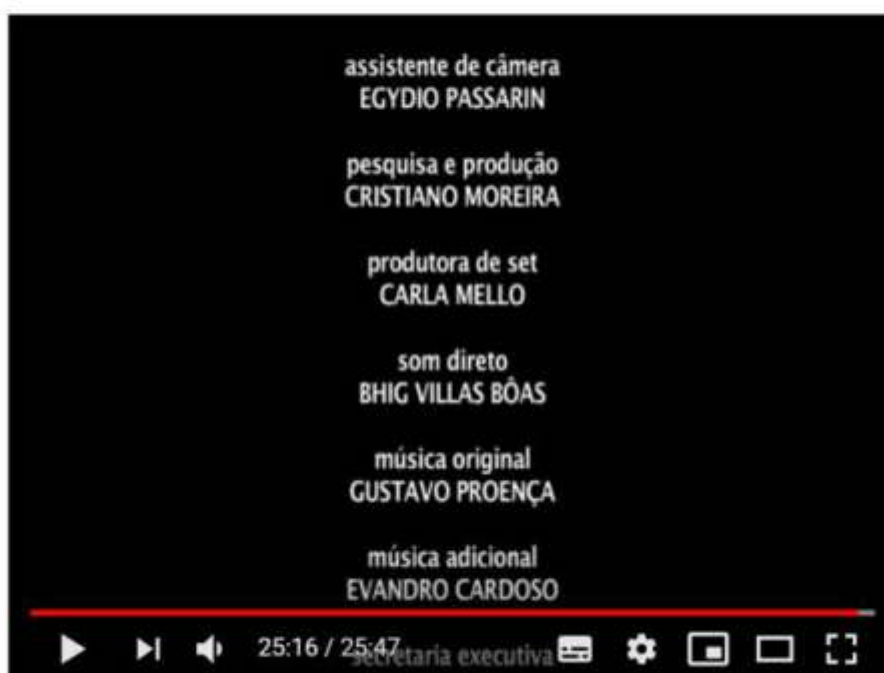 assistente de câmera
EGYDIO PASSARIN
pesquisa e produção
CRISTIANO MOREIRA
produtora de set
CARLA MELLO
som direto
BHIG VILLAS BÔAS
música original
GUSTAVO PROENÇA
música adicional
EVANDRO CARDOSO
25:16 / 25:47
secretaria executiva